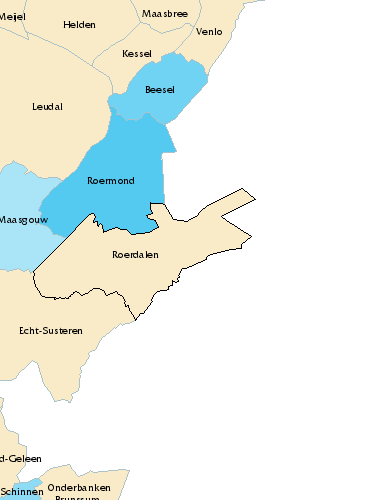 Maasbree
Meijel
Helden
Venlo
Kessel
Beesel
Leudal
Roermond
Maasgouw
Roerdalen
Echt-Susteren
d-Geleen
Onderbanken
Schinnen
Brunssum